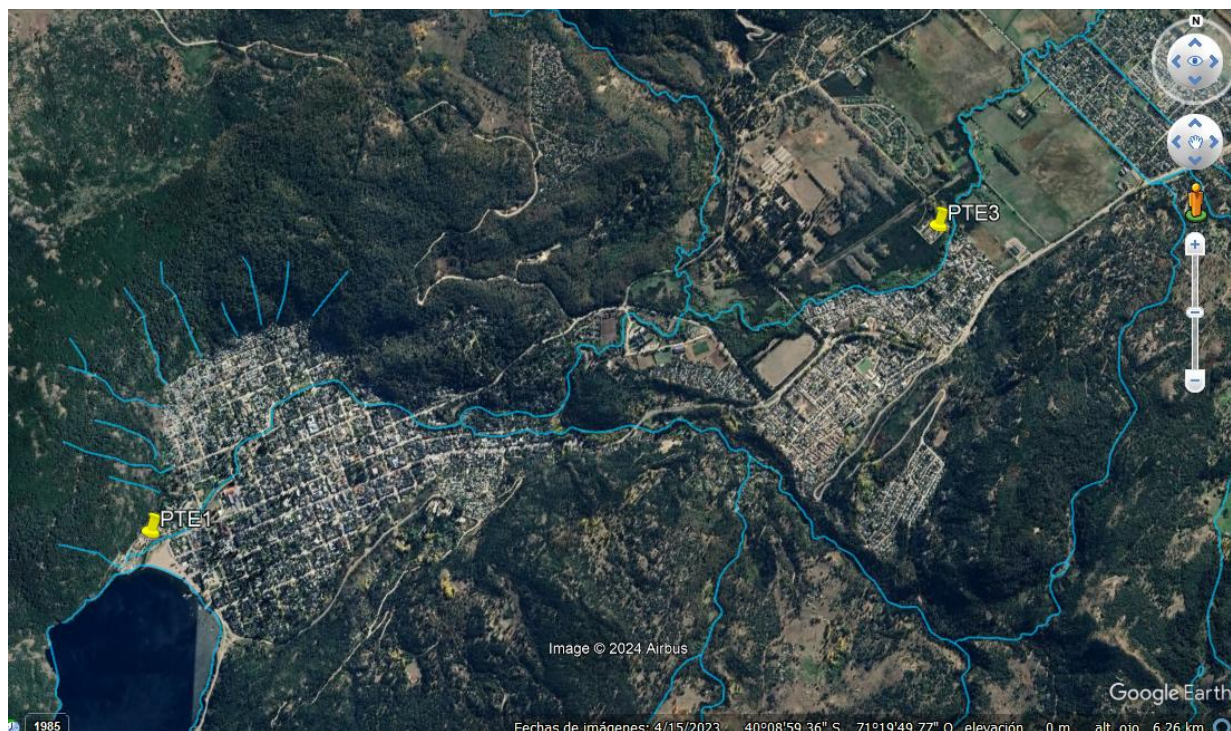 N
PTE3
PTE1
Image © 2024 Airbus
Google Earth
1985
Fechas de imágenes: 4/15/2023 40°08'59.36" S 71°19'49.77" O elevación 0 m alt. ojo 6.26 km